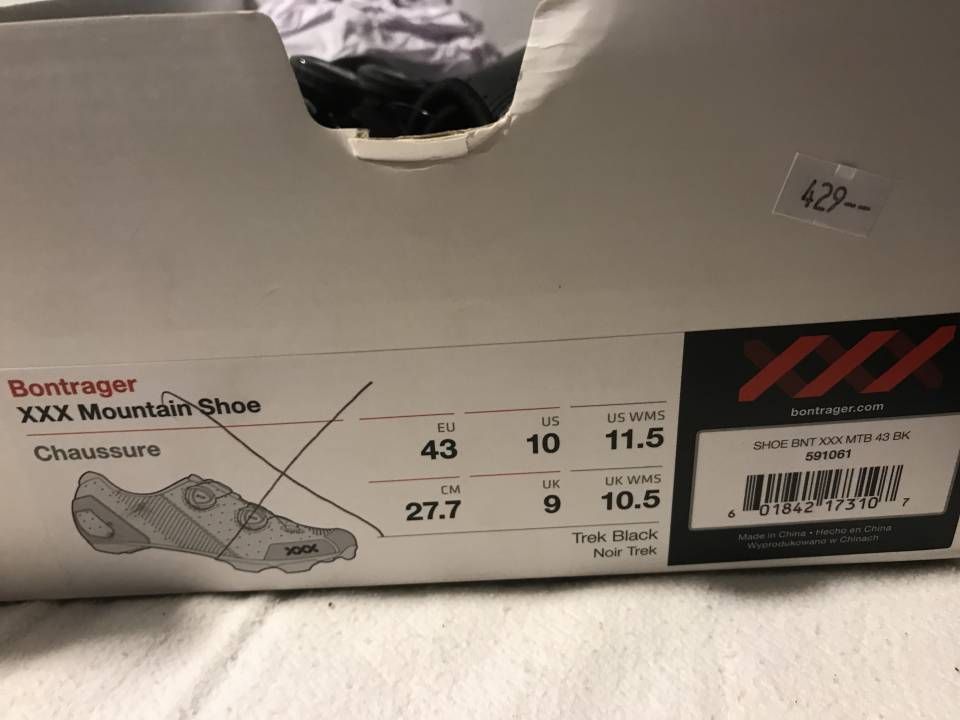 429--
Bontrager
XXX Mountain Shoe
Chaussure
XXX
EU
43
US
10
US WMS
11.5
CM
27.7
UK
9
UK WMS
10.5
Trek Black
Noir Trek
XXX
bontrager.com
SHOE BNT XXX MTB 43 BK
591061
6 01842 17310 7
Made in China • Hecho en China
Wyprodukowano w Chinach